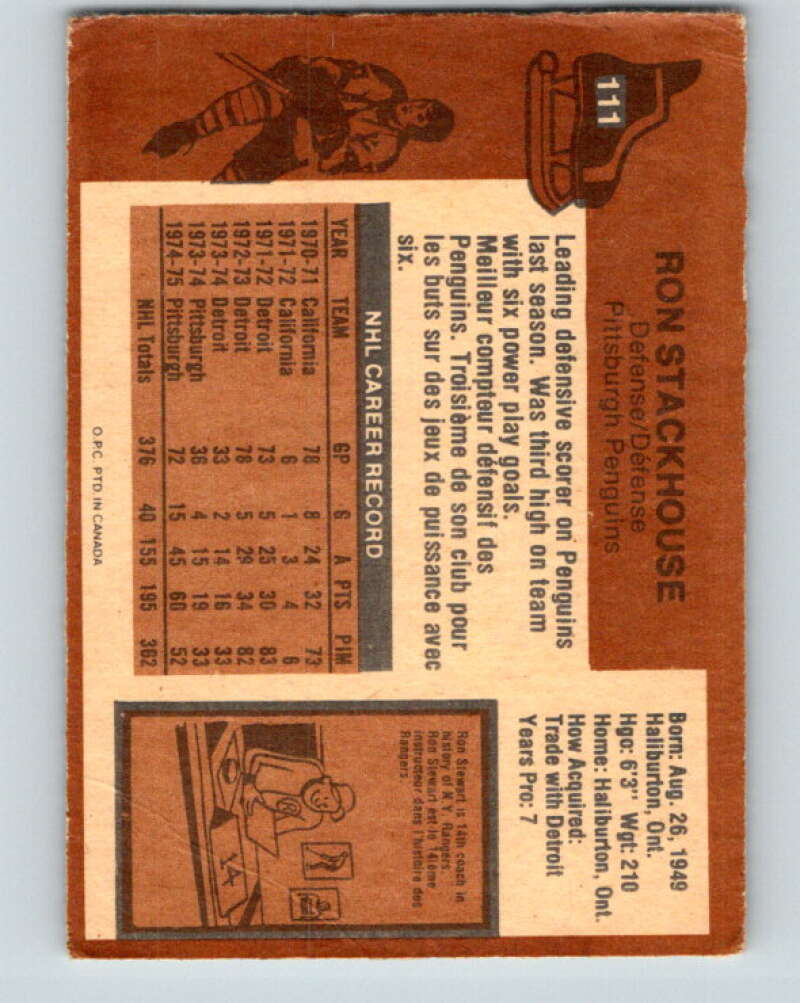 111
RON STACKHOUSE
Defense/Défense
Pittsburgh Penguins
Born: Aug. 26, 1949
Haliburton, Ont.
Hgo: 6'3" Wgt: 210
Home: Haliburton, Ont.
How Acquired:
Trade with Detroit
Years Pro: 7
Leading defensive scorer on Penguins
last season. Was third high on team
with six power play goals.
Meilleur compteur défensif des
Penguins. Troisième de son club pour
les buts sur des jeux de puissance avec
six.
NHL CAREER RECORD
YEAR TEAM GP G A PTS PIM
1970-71 California 78 8 24 32 73
1971-72 California 6 1 3 4 6
1971-72 Detroit 73 5 25 30 83
1972-73 Detroit 78 5 29 34 82
1973-74 Detroit 33 2 14 16 33
1973-74 Pittsburgh 36 4 15 19 33
1974-75 Pittsburgh 72 15 45 60 52
NHL Totals 376 40 155 195 362
Ron Stewart is 14th coach in
history of N.Y. Rangers.
Ron Stewart est le 14ième
instructeur dans l'histoire des
Rangers.
14
O.P.C. PTD. IN CANADA